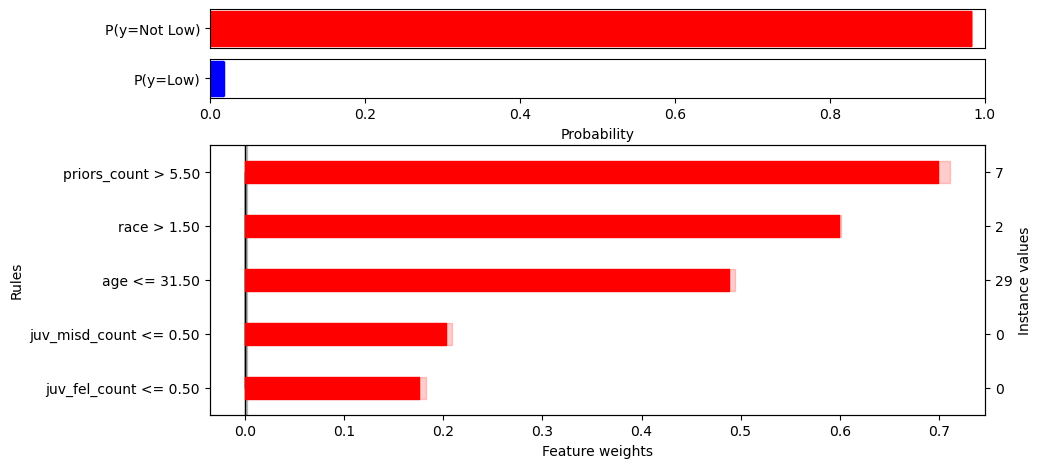 P(y=Not Low)
P(y=Low)
0.0 0.2 0.4 0.6 0.8 1.0
Probability
priors_count > 5.50 7
race > 1.50 2
age <= 31.50 29
juv_misd_count <= 0.50 0
juv_fel_count <= 0.50 0
Rules
Instance values
0.0 0.1 0.2 0.3 0.4 0.5 0.6 0.7
Feature weights